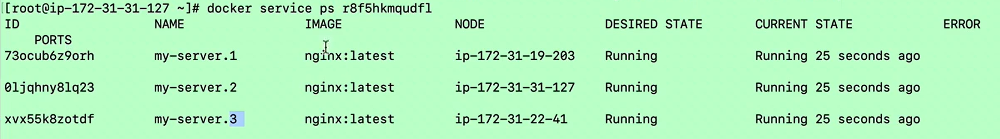 [[root@ip-172-31-31-127 ~]# docker service ps r8f5hkmqudfl
ID NAME IMAGE NODE DESIRED STATE CURRENT STATE ERROR
PORTS
73ocub6z9orh my-server.1 nginx:latest ip-172-31-19-203 Running Running 25 seconds ago
0ljqhny8lq23 my-server.2 nginx:latest ip-172-31-31-127 Running Running 25 seconds ago
xvx55k8zotdf my-server.3 nginx:latest ip-172-31-22-41 Running Running 25 seconds ago